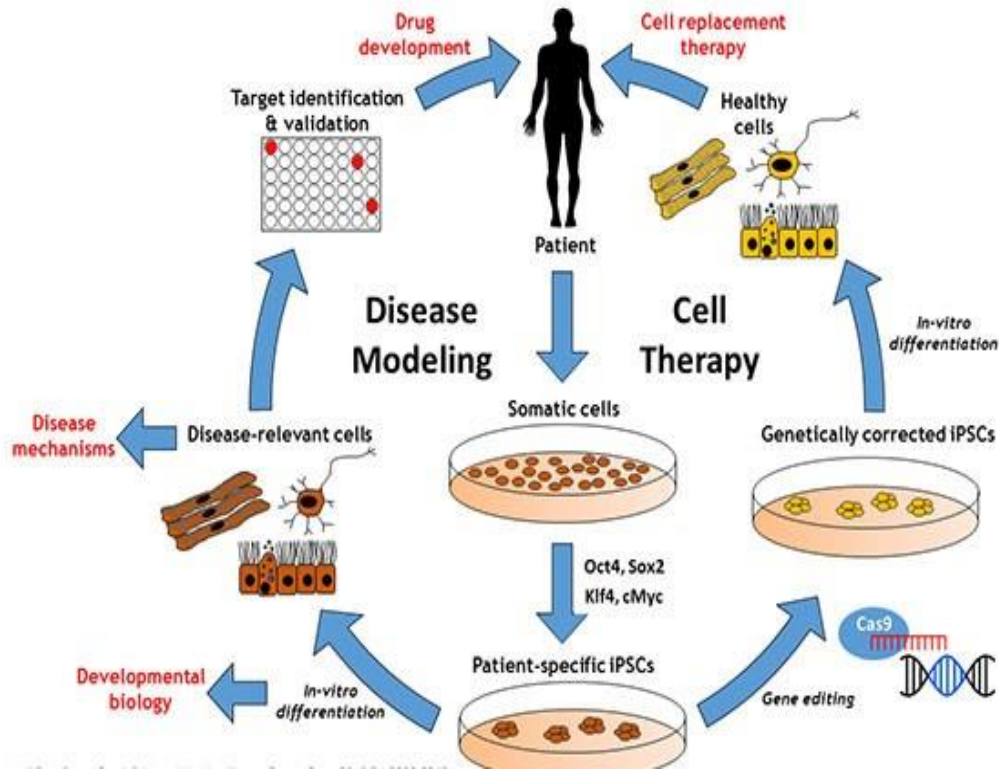 Drug
development
Cell replacement
therapy
Target identification
& validation
Healthy
cells
Patient
Disease
Modeling
Cell
Therapy
In-vitro
differentiation
Somatic cells
Disease
mechanisms
Disease-relevant cells
Genetically corrected iPSCs
Oct4, Sox2
Klf4, cMyc
Cas9
Patient-specific iPSCs
Developmental
biology
In-vitro
differentiation
Gene editing